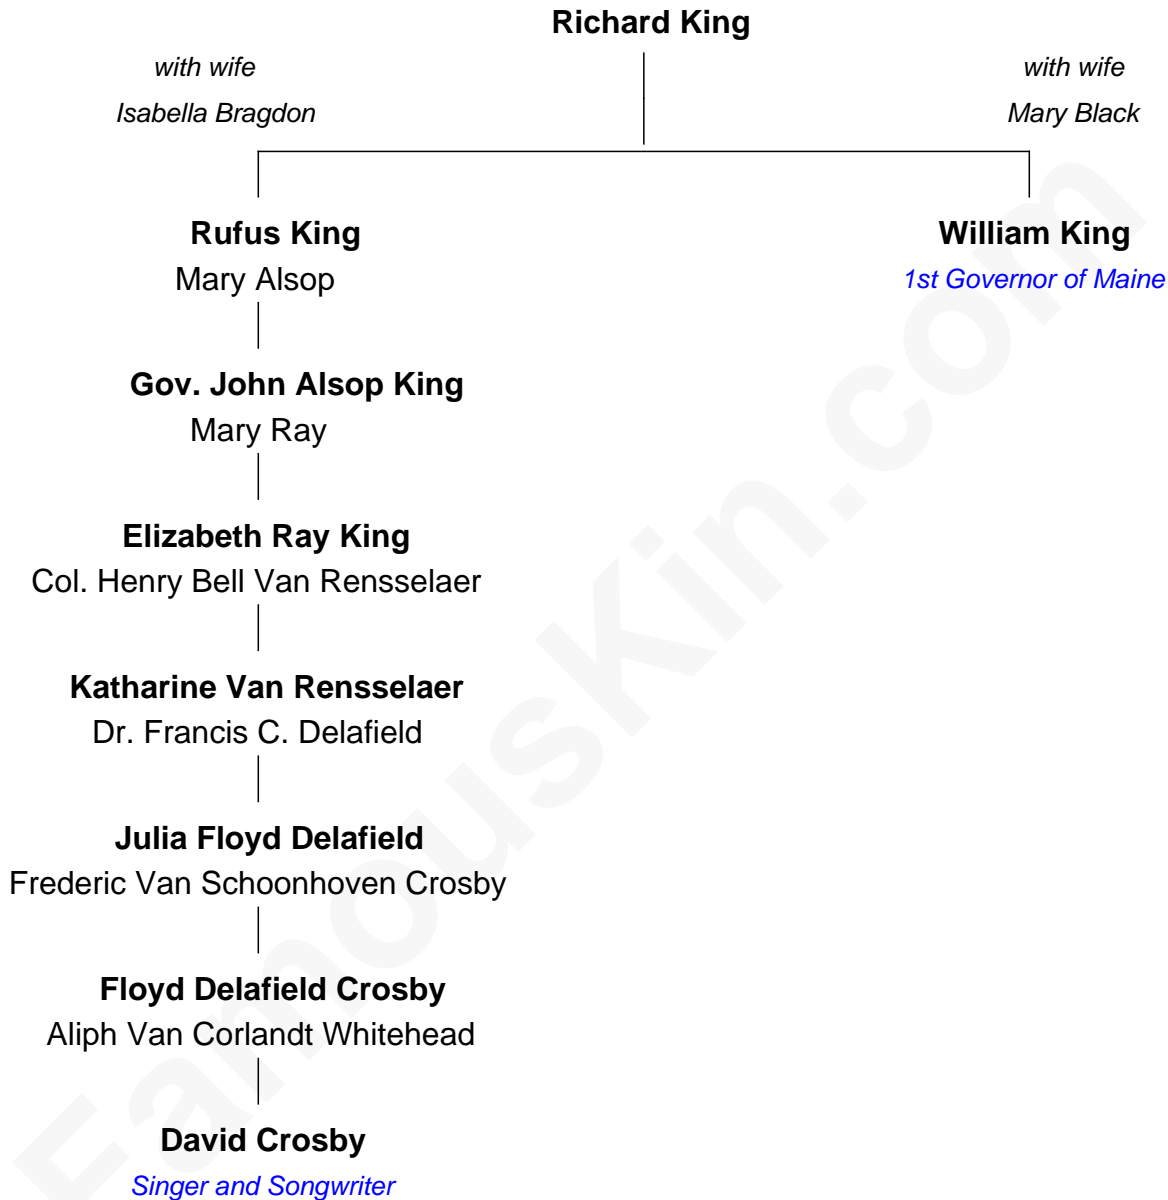 Richard King
with wife
Isabella Bragdon
with wife
Mary Black
Rufus King
Mary Alsop
William King
1st Governor of Maine
Gov. John Alsop King
Mary Ray
Elizabeth Ray King
Col. Henry Bell Van Rensselaer
Katharine Van Rensselaer
Dr. Francis C. Delafield
Julia Floyd Delafield
Frederic Van Schoonhoven Crosby
Floyd Delafield Crosby
Aliph Van Corlandt Whitehead
David Crosby
Singer and Songwriter
FamousKin.com